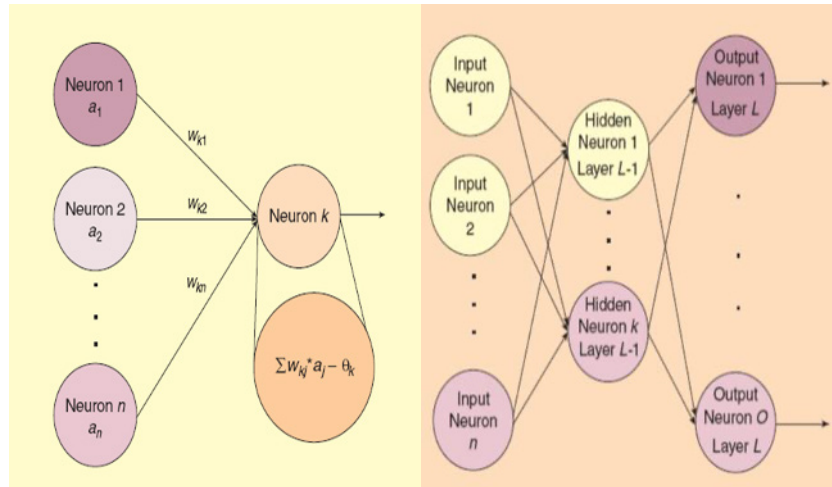 Neuron 1
a₁
wₖ₁
Neuron 2
a₂
wₖ₂
Neuron k
wₖₙ
Neuron n
aₙ
∑wₖⱼ*aⱼ – θₖ
Input
Neuron
1
Input
Neuron
2
Input
Neuron
n
Hidden
Neuron 1
Layer L-1
Hidden
Neuron k
Layer L-1
Output
Neuron 1
Layer L
Output
Neuron O
Layer L